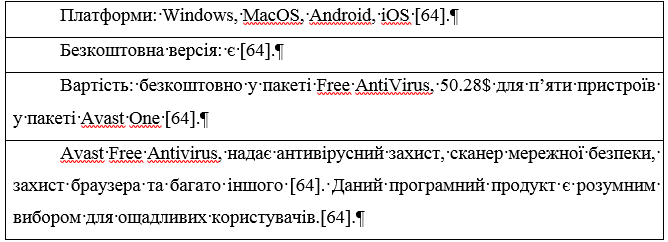 Платформи: Windows, MacOS, Android, iOS [64].¶
Безкоштовна версія: є [64].¶
Вартість: безкоштовно у пакеті Free AntiVirus, 50.28$ для п’яти пристроїв
у пакеті Avast One [64].¶
Avast Free Antivirus, надає антивірусний захист, сканер мережної безпеки,
захист браузера та багато іншого [64]. Даний програмний продукт є розумним
вибором для ощадливих користувачів.[64].¶